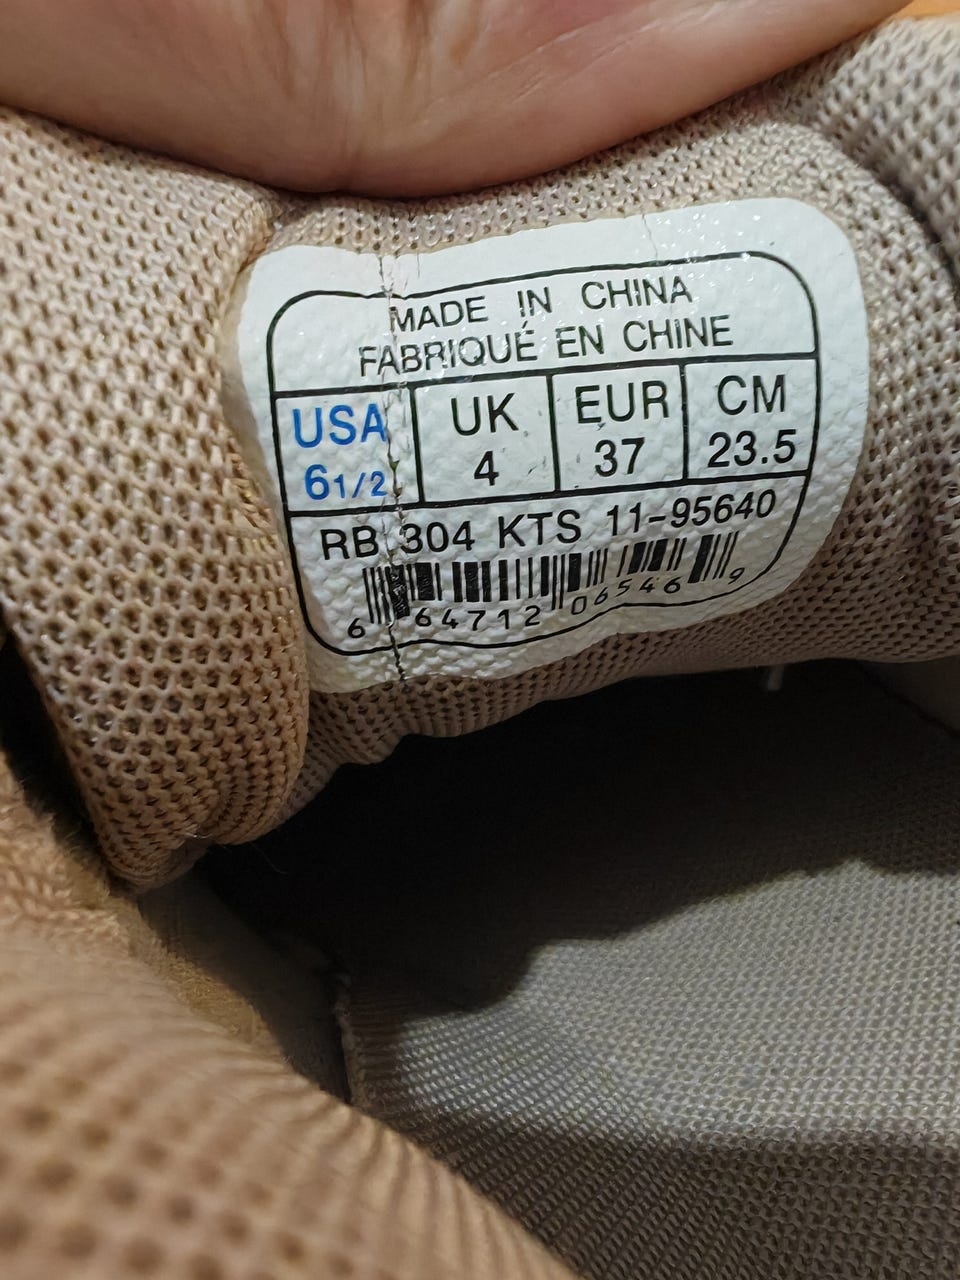 MADE IN CHINA
FABRIQUÉ EN CHINE
USA UK EUR CM
6 1/2 4 37 23.5
RB 304 KTS 11-95640
6 64712 06546 9